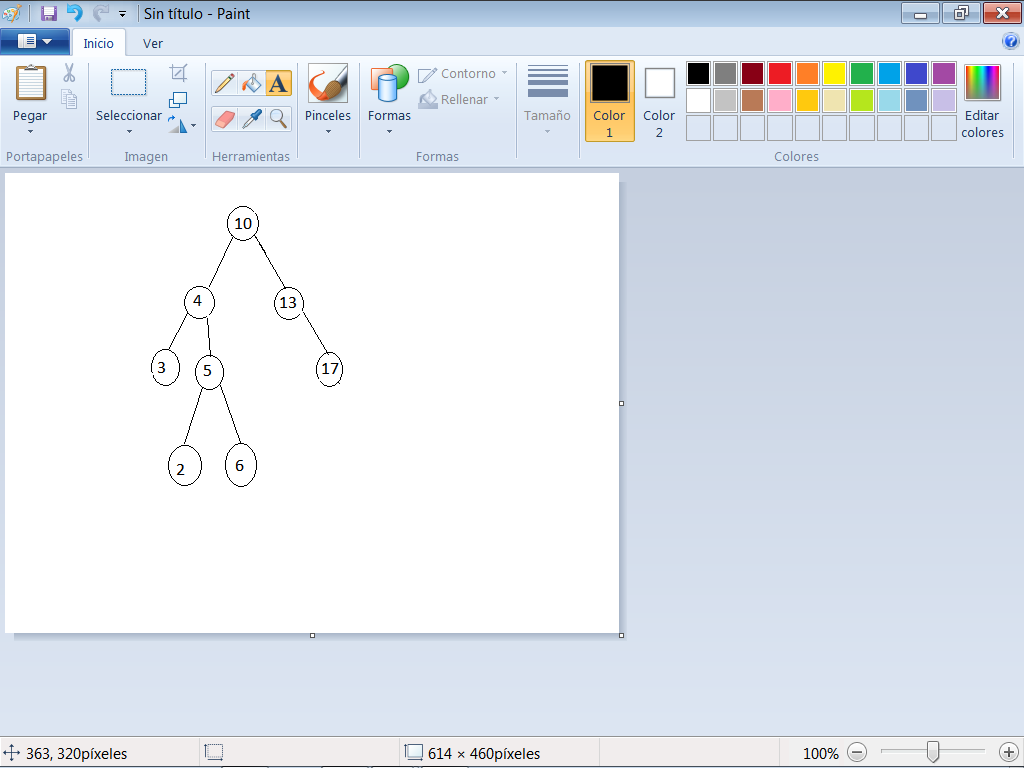 Sin título - Paint
Inicio Ver
Pegar
Seleccionar
A
Pinceles
Formas
Contorno
Rellenar
Tamaño
Color 1
Color 2
Editar colores
Portapapeles
Imagen
Herramientas
Formas
Colores
10
4 13
3 5 17
2 6
363, 320píxeles
614 × 460píxeles
100%